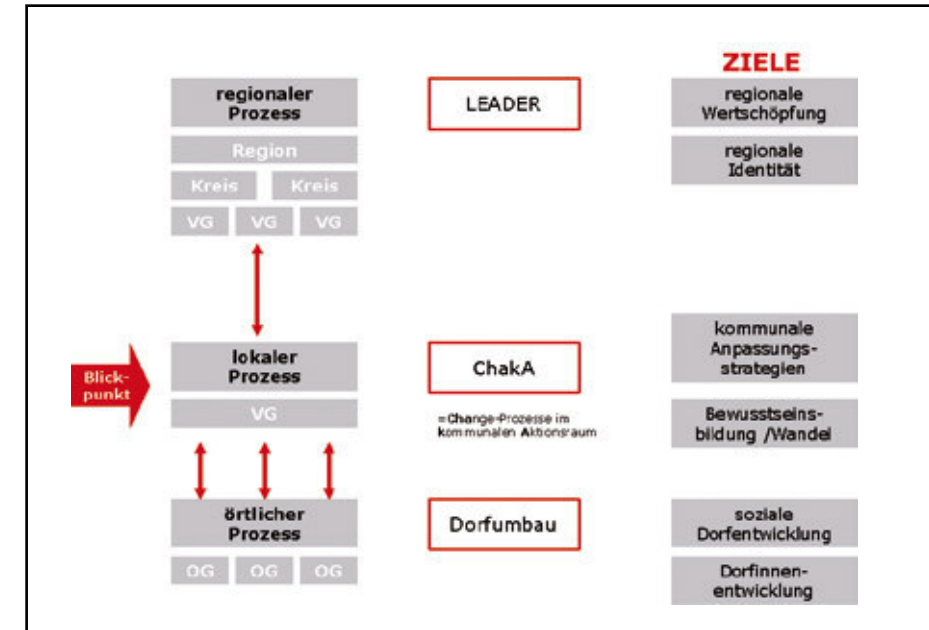 ZIELE
regionaler
Prozess
LEADER
regionale
Wertschöpfung
Region
regionale
Identität
Kreis Kreis
VG VG VG
Blick-
punkt
lokaler
Prozess
VG
ChakA
=Change-Prozesse im
kommunalen Aktionsraum
kommunale
Anpassungs-
strategien
Bewusstseins-
bildung /Wandel
örtlicher
Prozess
OG OG OG
Dorfumbau
soziale
Dorfentwicklung
Dorfinnen-
entwicklung